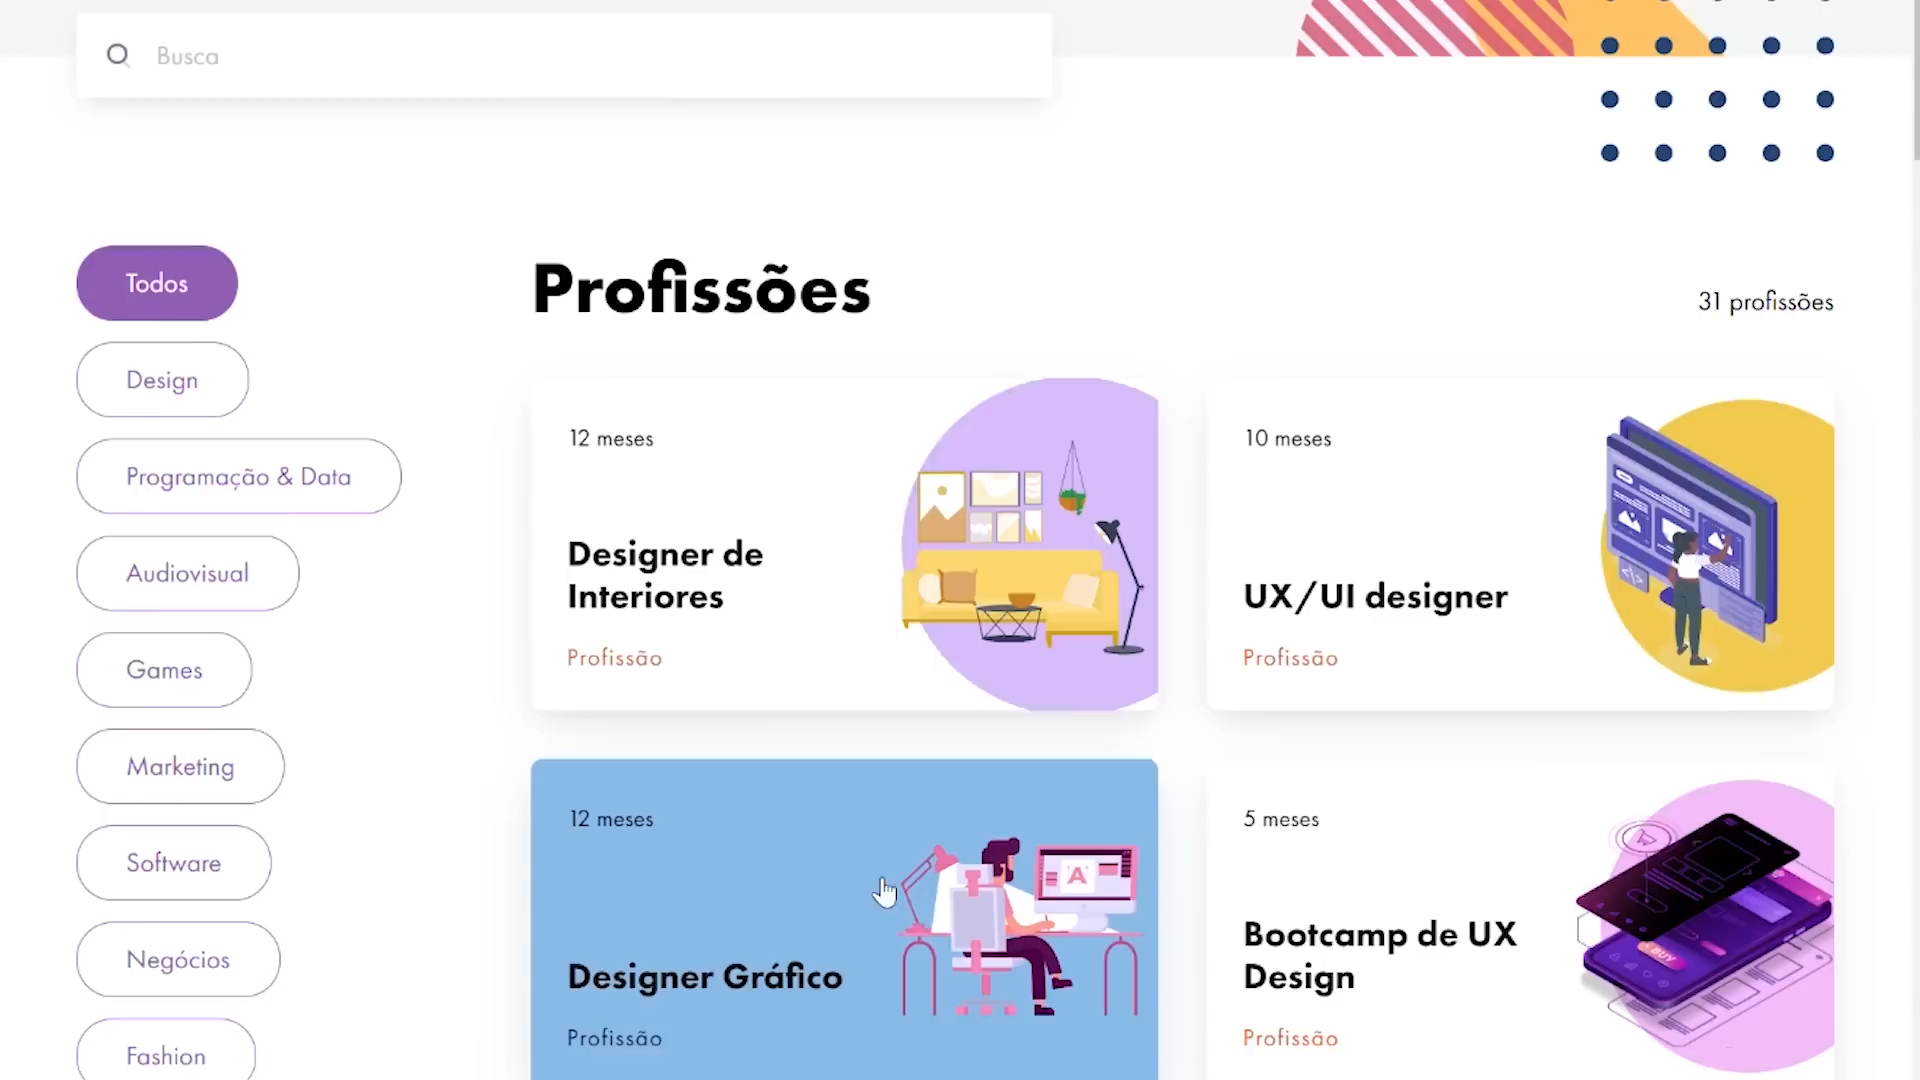 Busca
Todos
Design
Programação & Data
Audiovisual
Games
Marketing
Software
Negócios
Fashion
Profissões
31 profissões
12 meses
Designer de
Interiores
Profissão
10 meses
UX/UI designer
Profissão
12 meses
A
Designer Gráfico
Profissão
5 meses
BUY
Bootcamp de UX
Design
Profissão